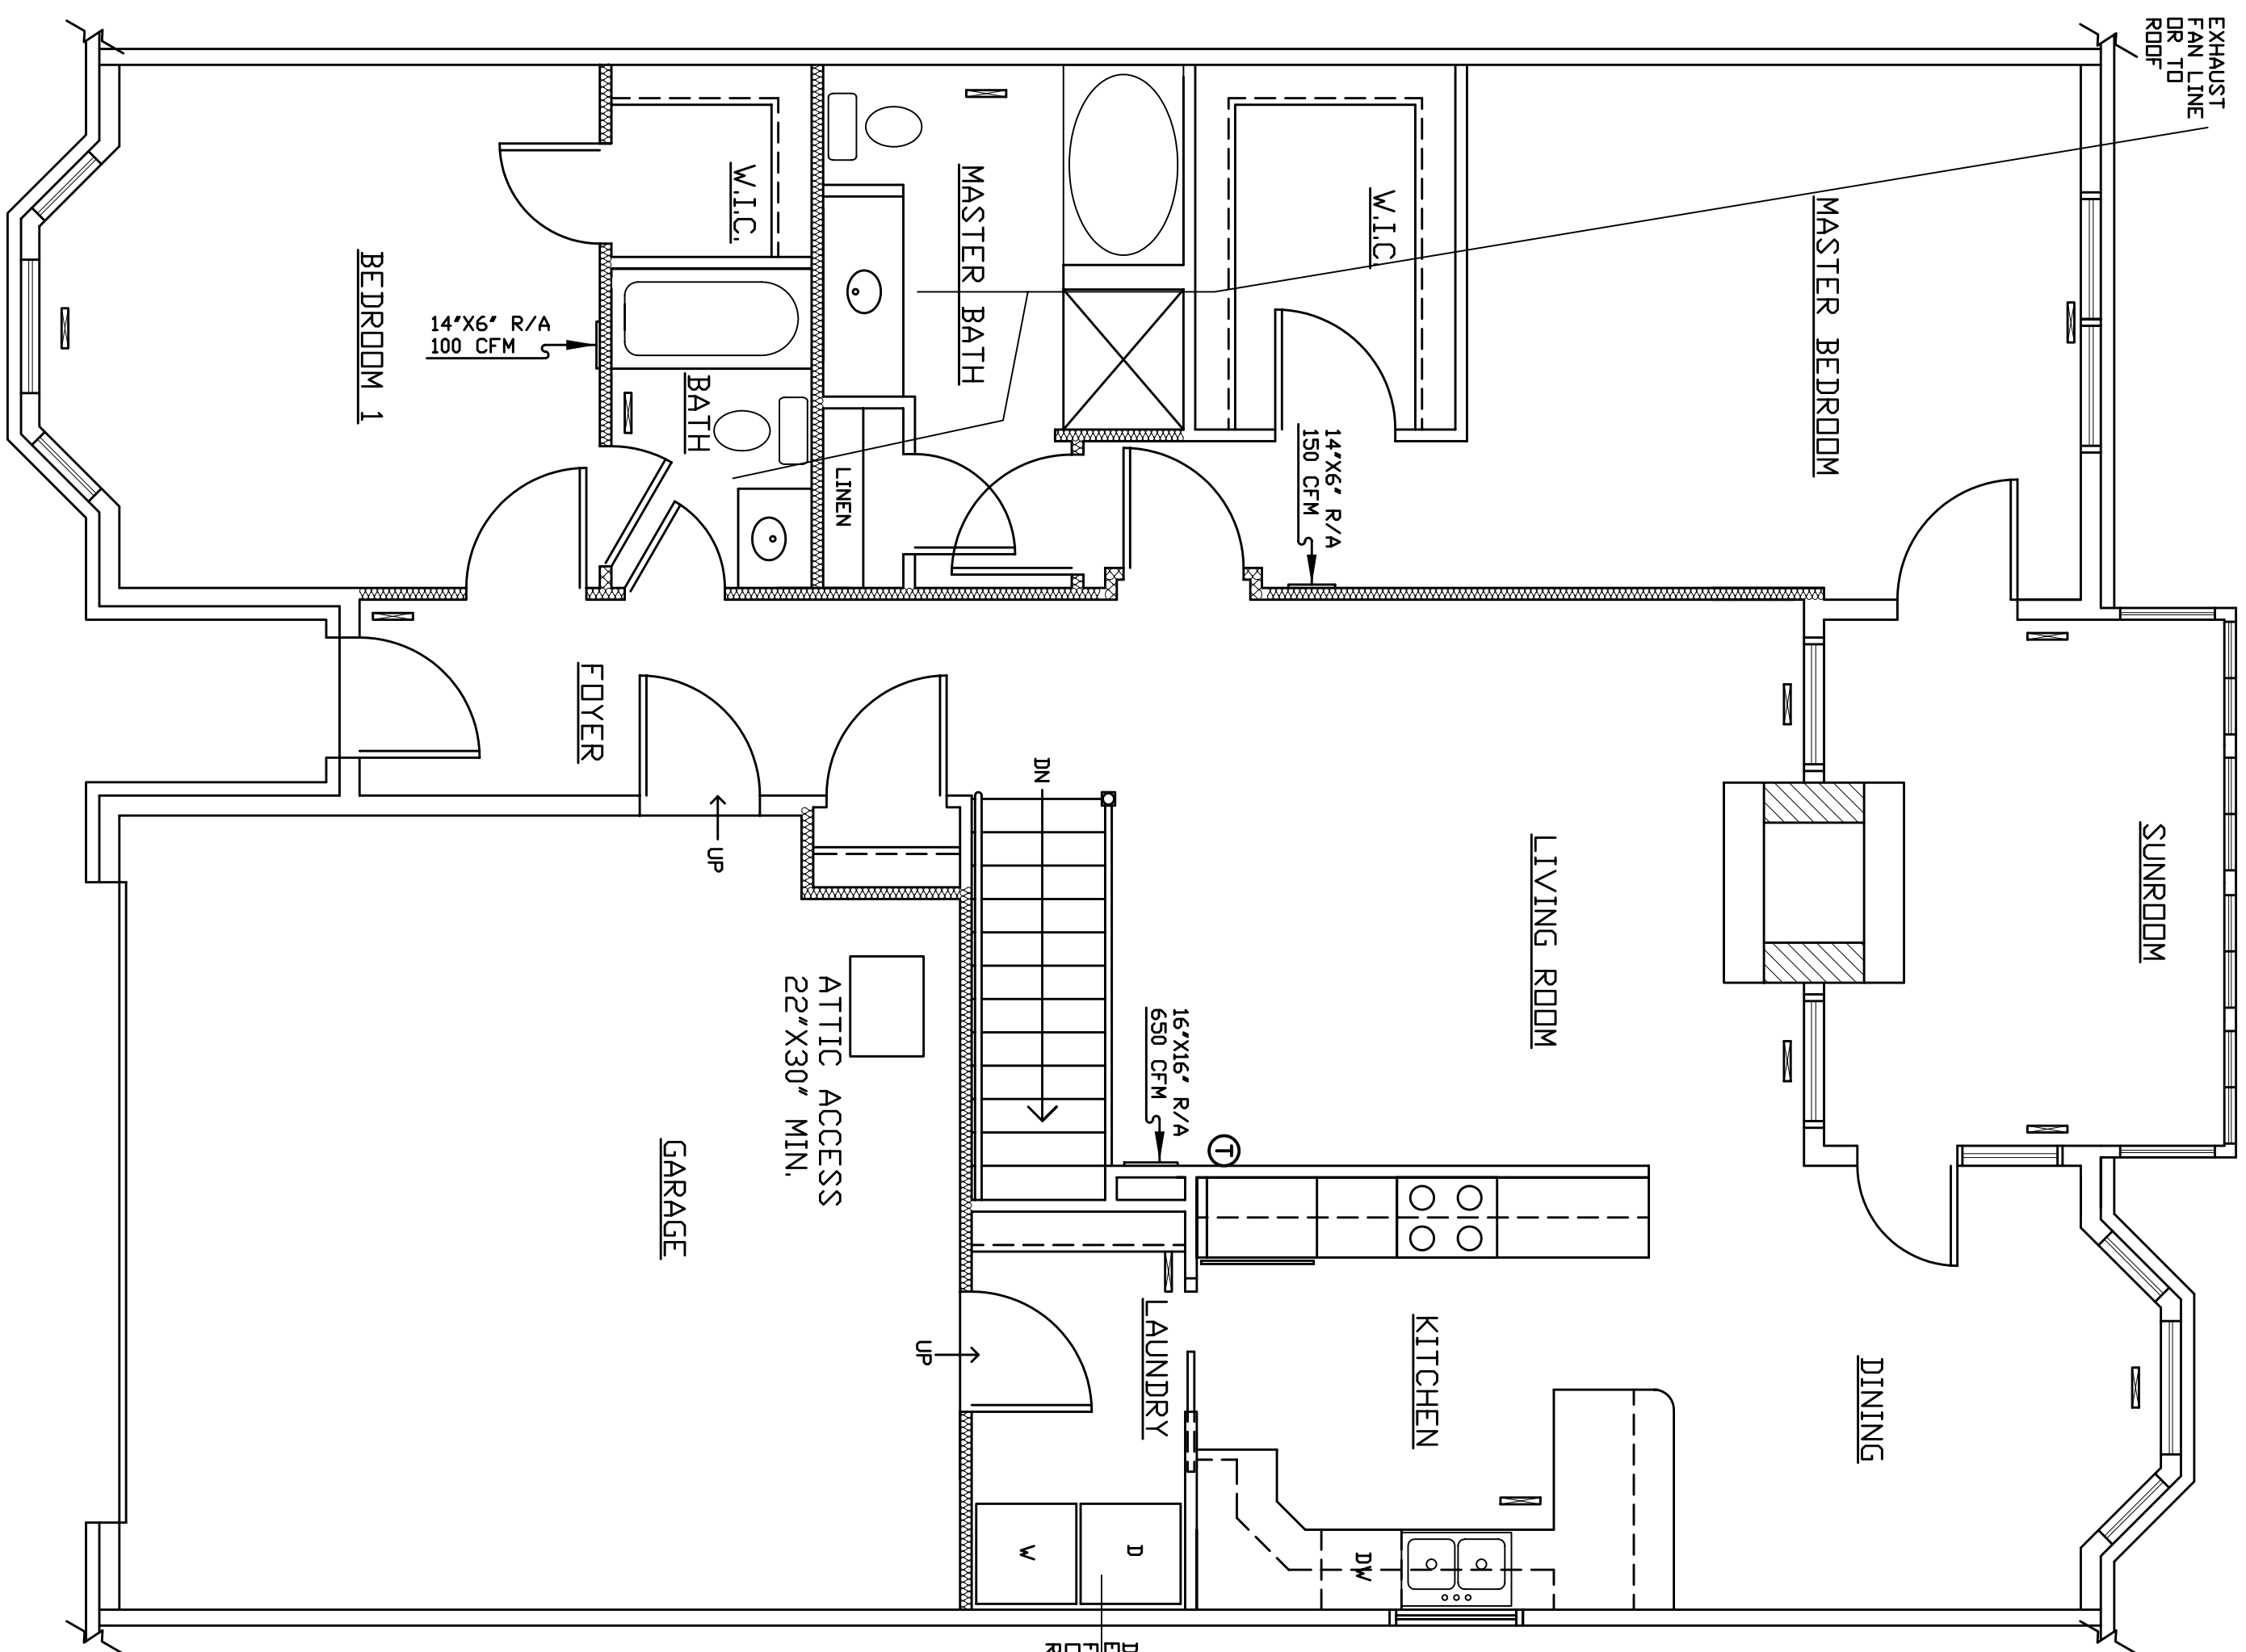 EXHAUST
FAN LINE
OR TO
ROOF
MASTER BEDROOM
SUNROOM
W.I.C.
14"X6" R/A
150 CFM
MASTER BATH
W.I.C.
BEDROOM 1
14"X6" R/A
100 CFM
BATH
LINEN
FOYER
UP
DN
LIVING ROOM
16"X16" R/A
650 CFM
T
ATTIC ACCESS
22"X30" MIN.
GARAGE
UP
LAUNDRY
KITCHEN
DINING
DW
W
D